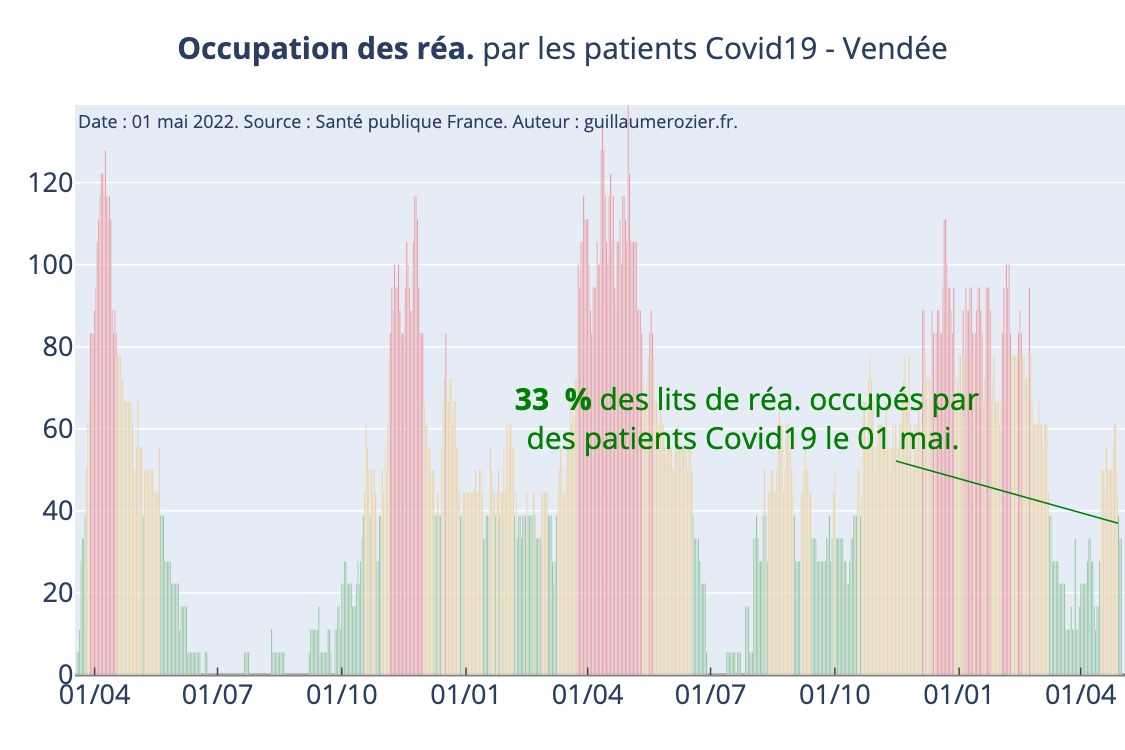 Occupation des réa. par les patients Covid19 - Vendée
Date : 01 mai 2022. Source : Santé publique France. Auteur : guillaumerozier.fr.
120
100
80
60
40
20
0
33 % des lits de réa. occupés par
des patients Covid19 le 01 mai.
01/04 01/07 01/10 01/01 01/04 01/07 01/10 01/01 01/04